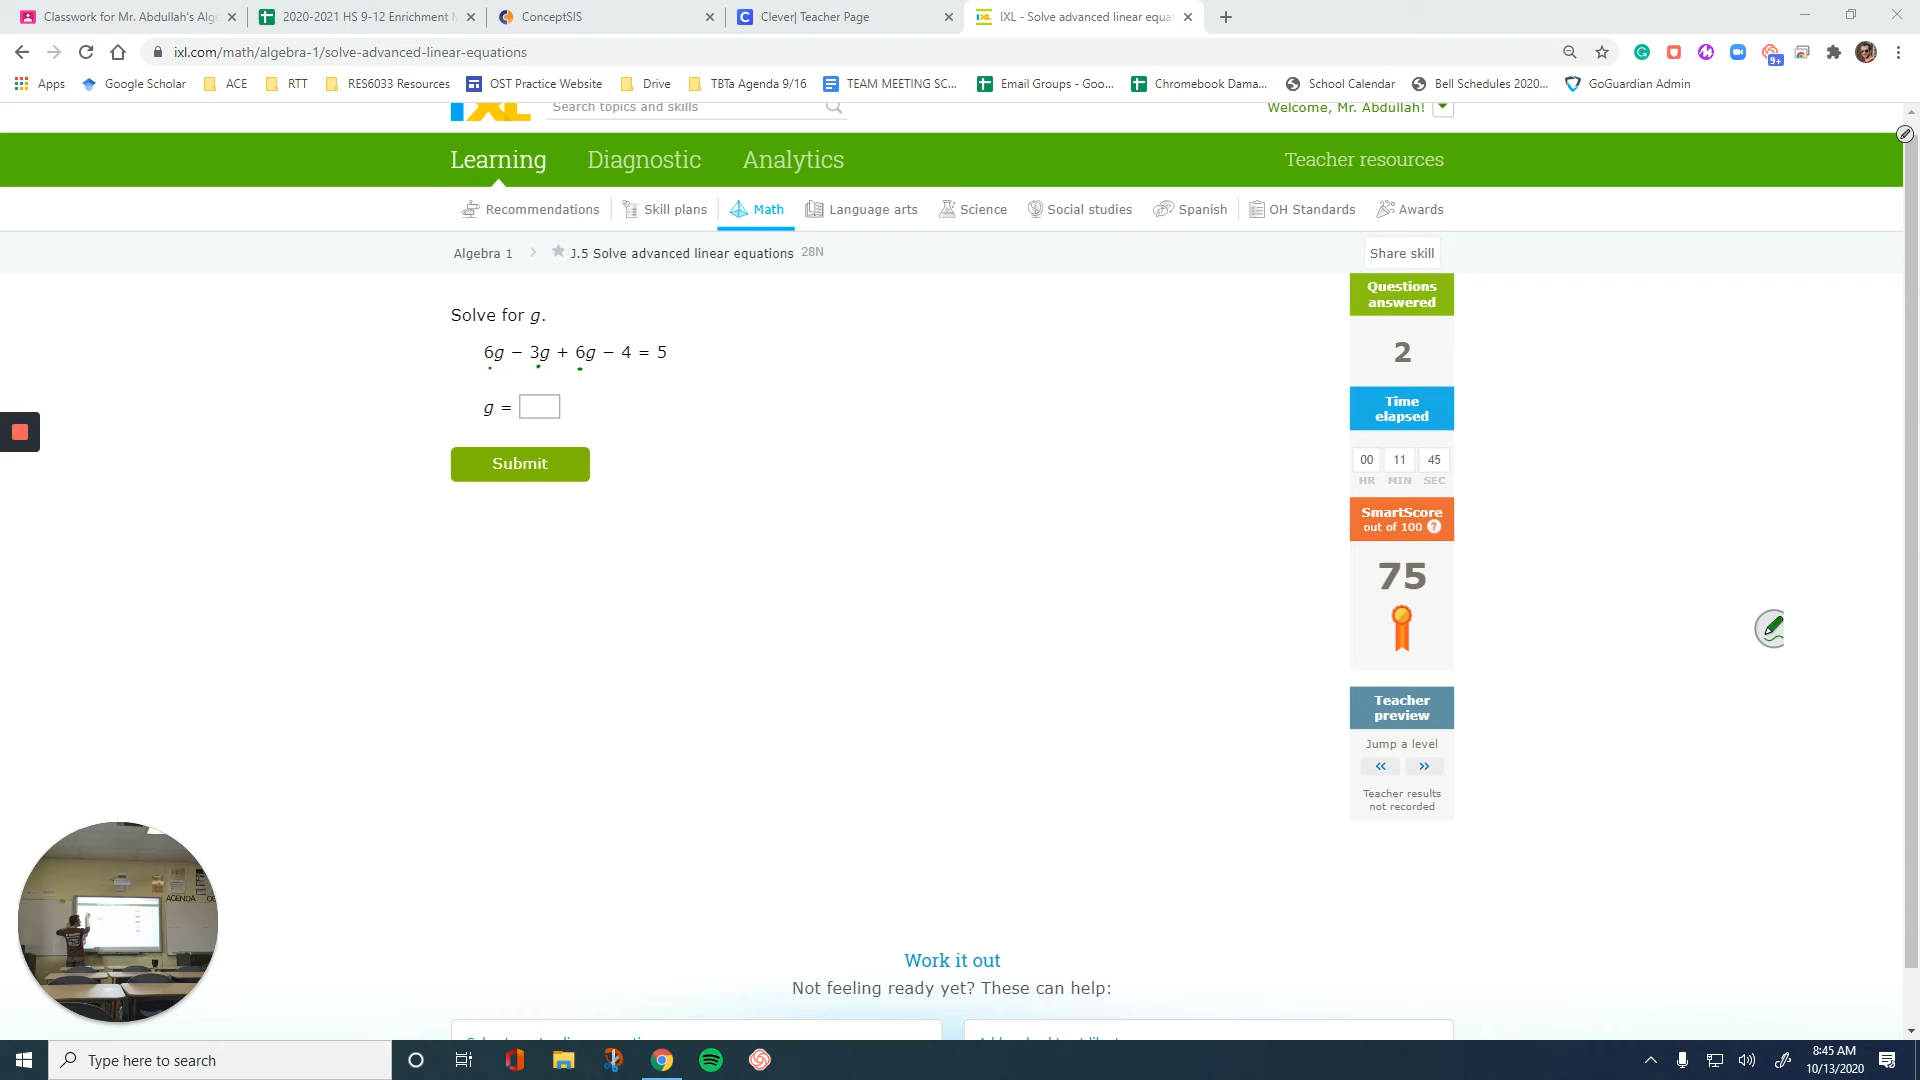 Classwork for Mr. Abdullah's Alg
2020-2021 HS 9-12 Enrichment
ConceptSIS
Clever| Teacher Page
IXL - Solve advanced linear equa
ixl.com/math/algebra-1/solve-advanced-linear-equations
9+
Apps
Google Scholar
ACE
RTT
RES6033 Resources
OST Practice Website
Drive
TBTa Agenda 9/16
TEAM MEETING SC...
Email Groups - Goo...
Chromebook Dama...
School Calendar
Bell Schedules 2020...
GoGuardian Admin
IXL
Search topics and skills
Welcome, Mr. Abdullah!
Learning
Diagnostic
Analytics
Teacher resources
Recommendations
Skill plans
Math
Language arts
Science
Social studies
Spanish
OH Standards
Awards
Algebra 1
J.5 Solve advanced linear equations 28N
Share skill
Questions
answered
2
Solve for g.
6g − 3g + 6g − 4 = 5
g =
Submit
Time
elapsed
00 11 45
HR MIN SEC
SmartScore
out of 100 ?
75
Teacher
preview
Jump a level
Teacher results
not recorded
AGENDA
Work it out
Not feeling ready yet? These can help:
Type here to search
8:45 AM
10/13/2020